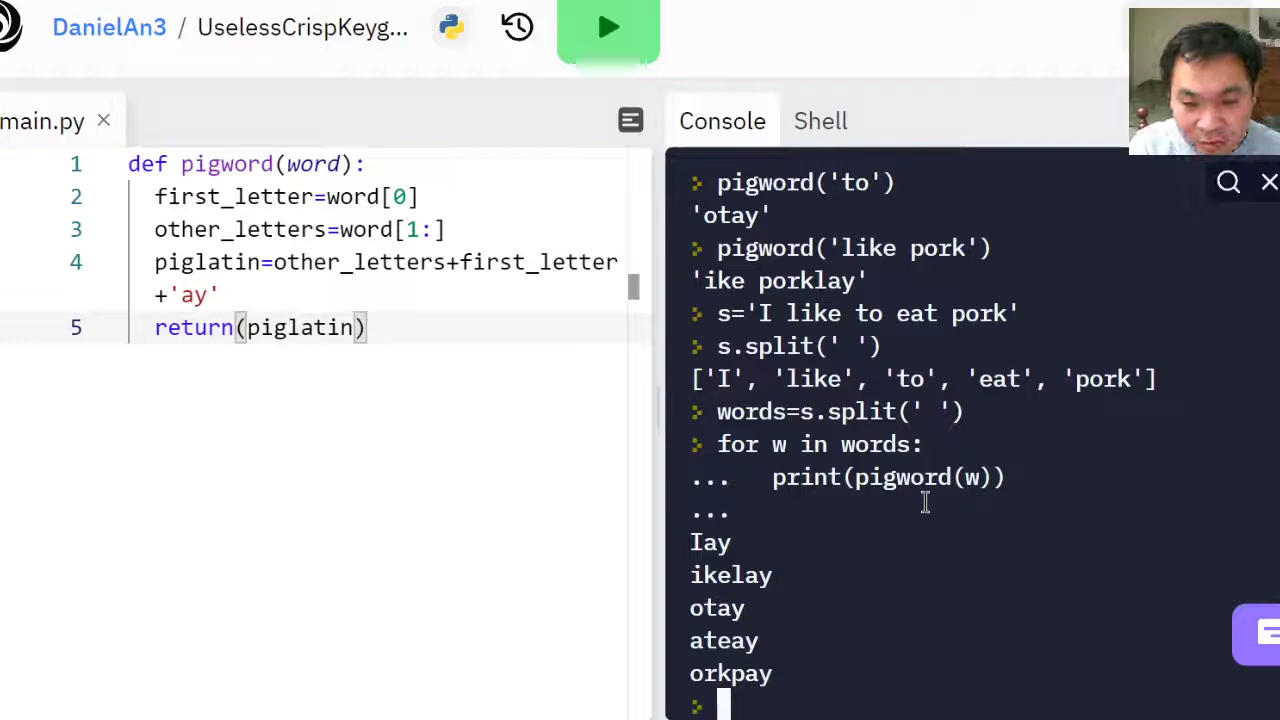 DanielAn3 / UselessCrispKeyg...
main.py ×
1 def pigword(word):
2 first_letter=word[0]
3 other_letters=word[1:]
4 piglatin=other_letters+first_letter
+'ay'
5 return(piglatin)
Console Shell
pigword('to')
'otay'
pigword('like pork')
'ike porklay'
s='I like to eat pork'
s.split(' ')
['I', 'like', 'to', 'eat', 'pork']
words=s.split(' ')
for w in words:
... print(pigword(w))
...
Iay
ikelay
otay
ateay
orkpay